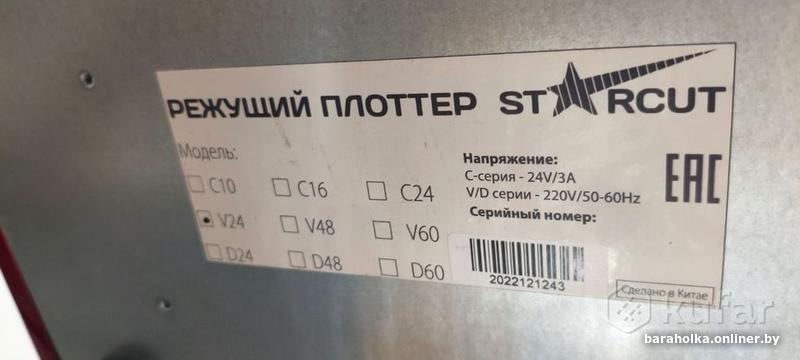 РЕЖУЩИЙ ПЛОТТЕР STARCUT
Модель:
C10 C16 C24
V24 V48 V60
D24 D48 D60
Напряжение:
С-серия - 24V/3A
V/D серии - 220V/50-60Hz
Серийный номер:
2022121243
EAC
Сделано в Китае
kufar
baraholka.onliner.by